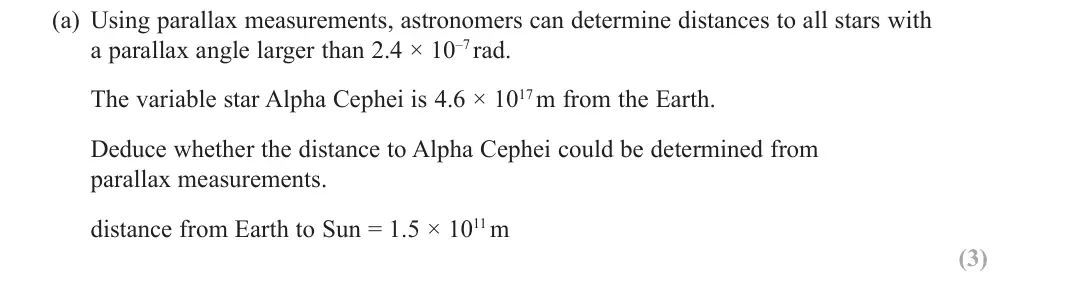 (a) Using parallax measurements, astronomers can determine distances to all stars with
a parallax angle larger than 2.4 × 10⁻⁷ rad.
The variable star Alpha Cephei is 4.6 × 10¹⁷ m from the Earth.
Deduce whether the distance to Alpha Cephei could be determined from
parallax measurements.
distance from Earth to Sun = 1.5 × 10¹¹ m
(3)